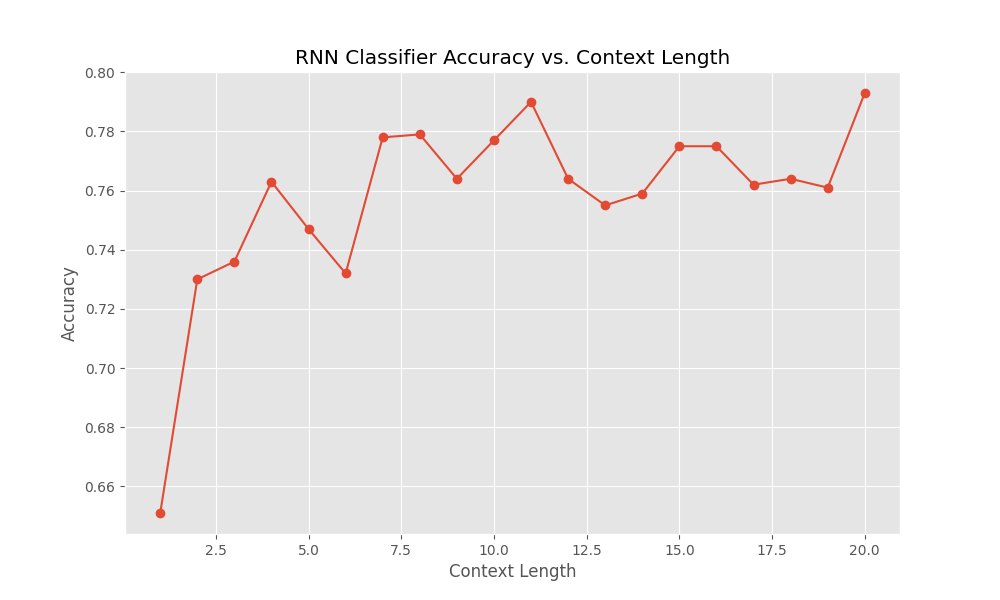 RNN Classifier Accuracy vs. Context Length
0.80
0.78
0.76
0.74
0.72
0.70
0.68
0.66
Accuracy
2.5 5.0 7.5 10.0 12.5 15.0 17.5 20.0
Context Length